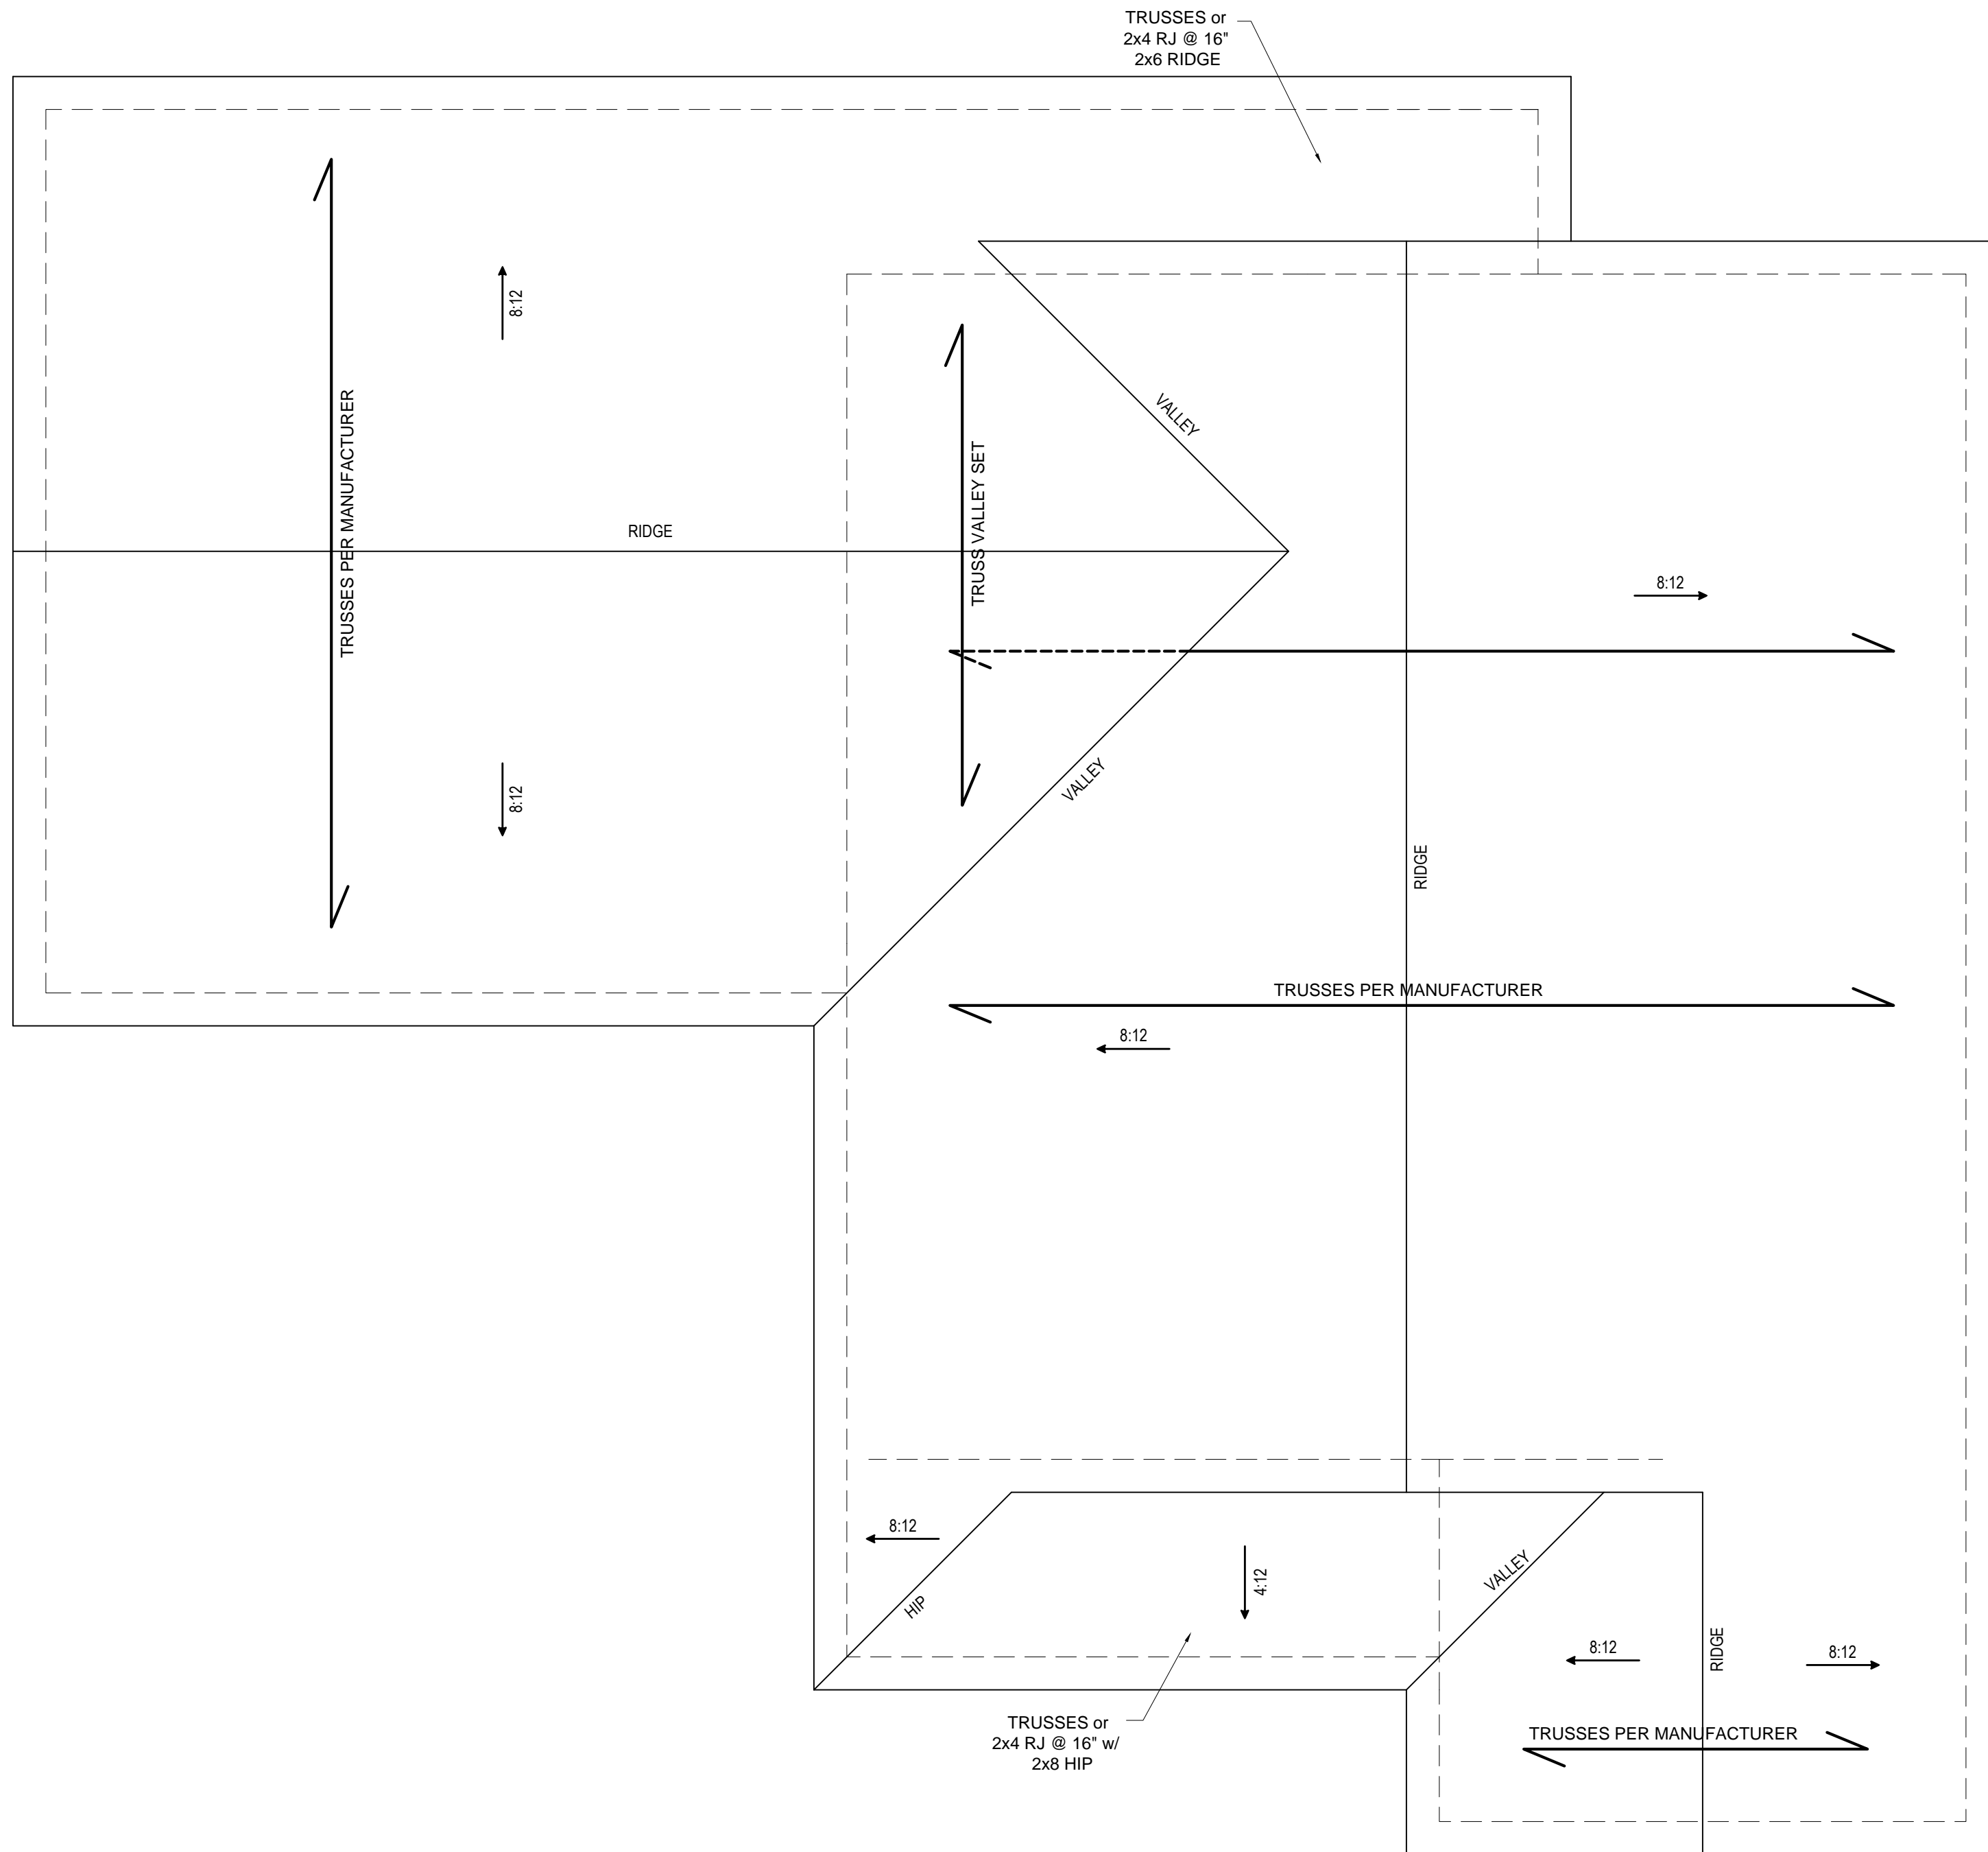 TRUSSES or
2x4 RJ @ 16"
2x6 RIDGE
8:12
TRUSSES PER MANUFACTURER
VALLEY
TRUSS VALLEY SET
RIDGE
8:12
VALLEY
8:12
RIDGE
TRUSSES PER MANUFACTURER
8:12
8:12
4:12
VALLEY
HIP
8:12
RIDGE
8:12
TRUSSES or
2x4 RJ @ 16" w/
2x8 HIP
TRUSSES PER MANUFACTURER